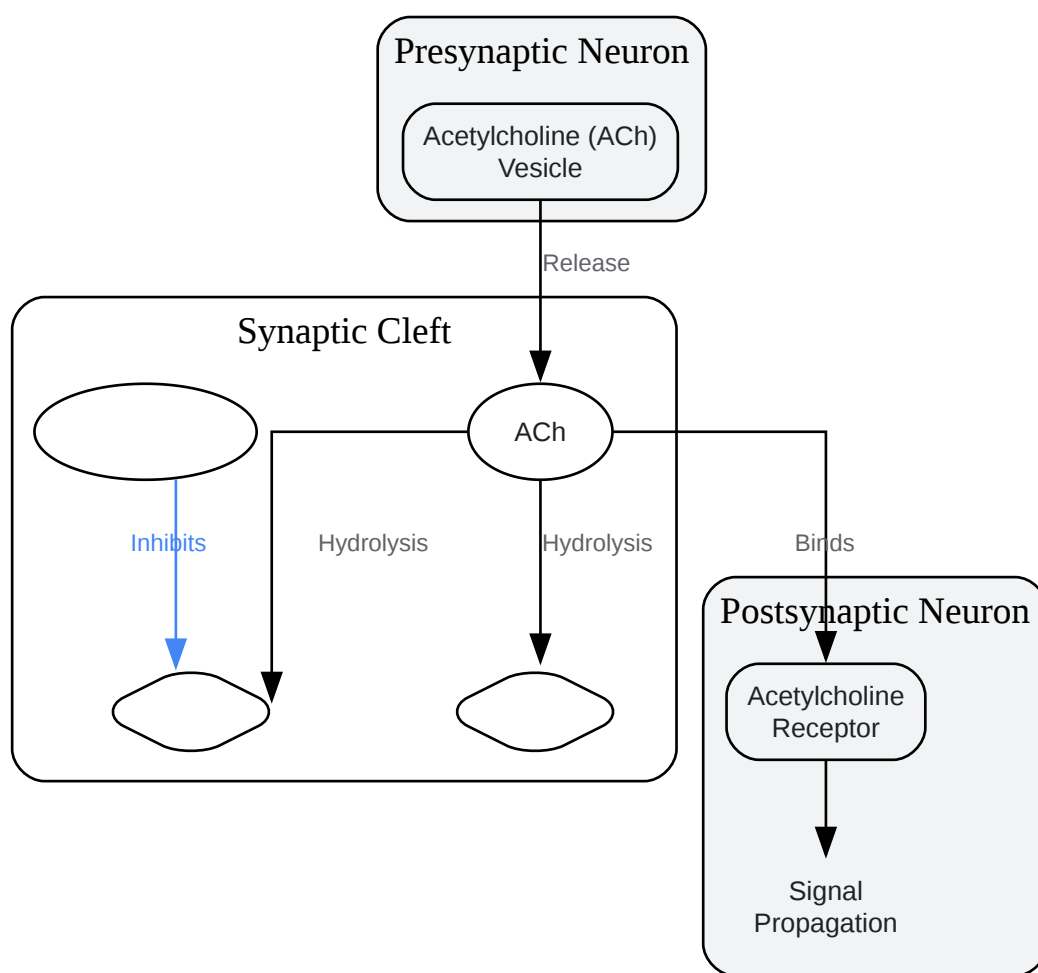 Presynaptic Neuron
Acetylcholine (ACh)
Vesicle
Release
Synaptic Cleft
ACh
Inhibits
Hydrolysis
Hydrolysis
Binds
Postsynaptic Neuron
Acetylcholine
Receptor
Signal
Propagation